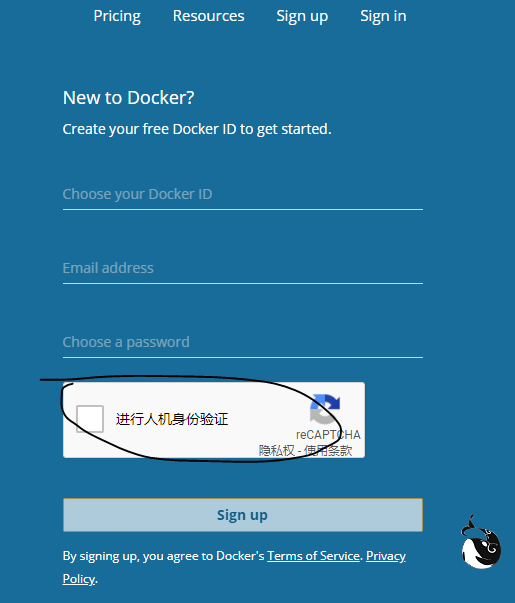 Pricing Resources Sign up Sign in
New to Docker?
Create your free Docker ID to get started.
Choose your Docker ID
Email address
Choose a password
进行人机身份验证
reCAPTCHA
隐私权 - 使用条款
Sign up
By signing up, you agree to Docker's Terms of Service. Privacy
Policy.